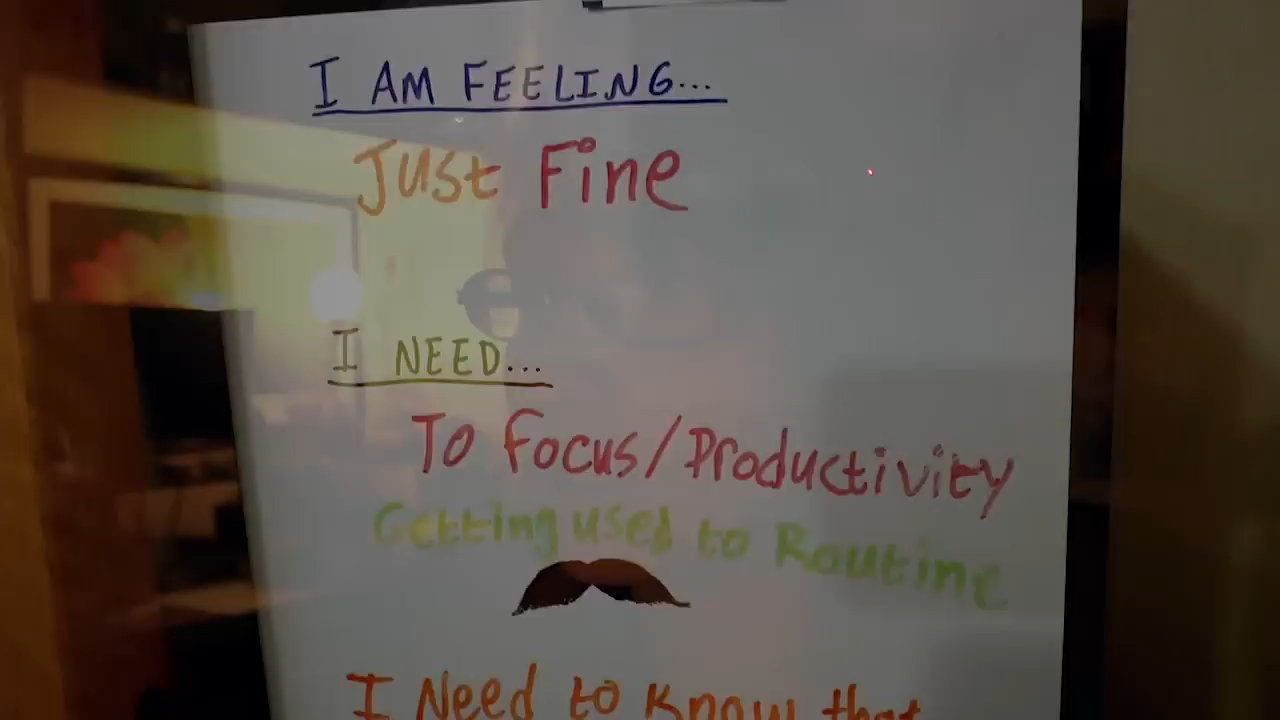 I AM FEELING...
Just Fine
I NEED...
To Focus/Productivity
Getting used to Routine
I Need to Know that